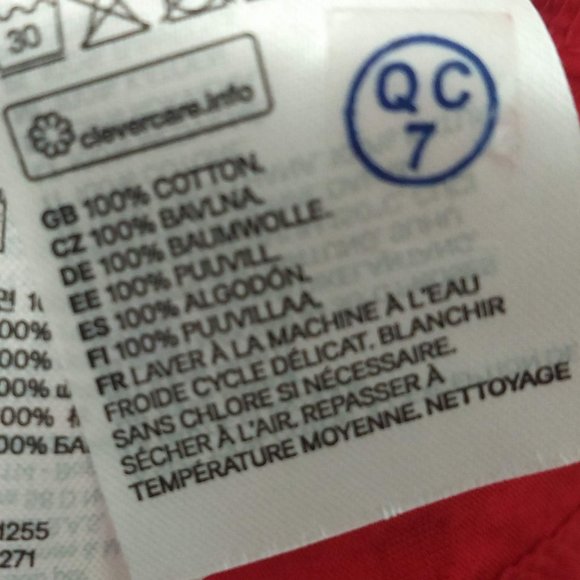 30
clevercare.info
QC
7
GB 100% COTTON.
CZ 100% BAVLNA.
DE 100% BAUMWOLLE.
EE 100% PUUVILL.
ES 100% ALGODÓN.
FI 100% PUUVILLAA.
FR LAVER À LA MACHINE À L'EAU
FROIDE CYCLE DÉLICAT. BLANCHIR
SANS CHLORE SI NÉCESSAIRE.
SÉCHER À L'AIR. REPASSER À
TEMPÉRATURE MOYENNE. NETTOYAGE
00%
00%
00%
00%
00% БА
1255
271